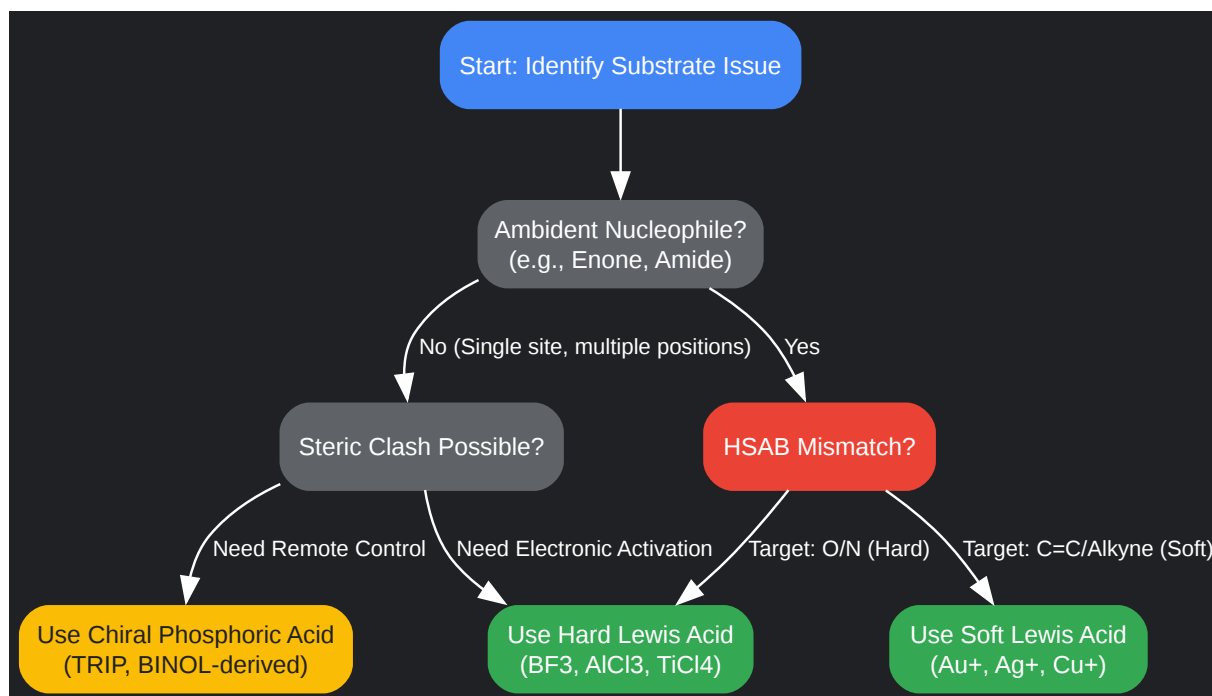 Start: Identify Substrate Issue
Ambident Nucleophile?
(e.g., Enone, Amide)
No (Single site, multiple positions)
Yes
Steric Clash Possible?
HSAB Mismatch?
Need Remote Control
Need Electronic Activation
Target: O/N (Hard)
Target: C=C/Alkyne (Soft)
Use Chiral Phosphoric Acid
(TRIP, BINOL-derived)
Use Hard Lewis Acid
(BF3, AlCl3, TiCl4)
Use Soft Lewis Acid
(Au+, Ag+, Cu+)